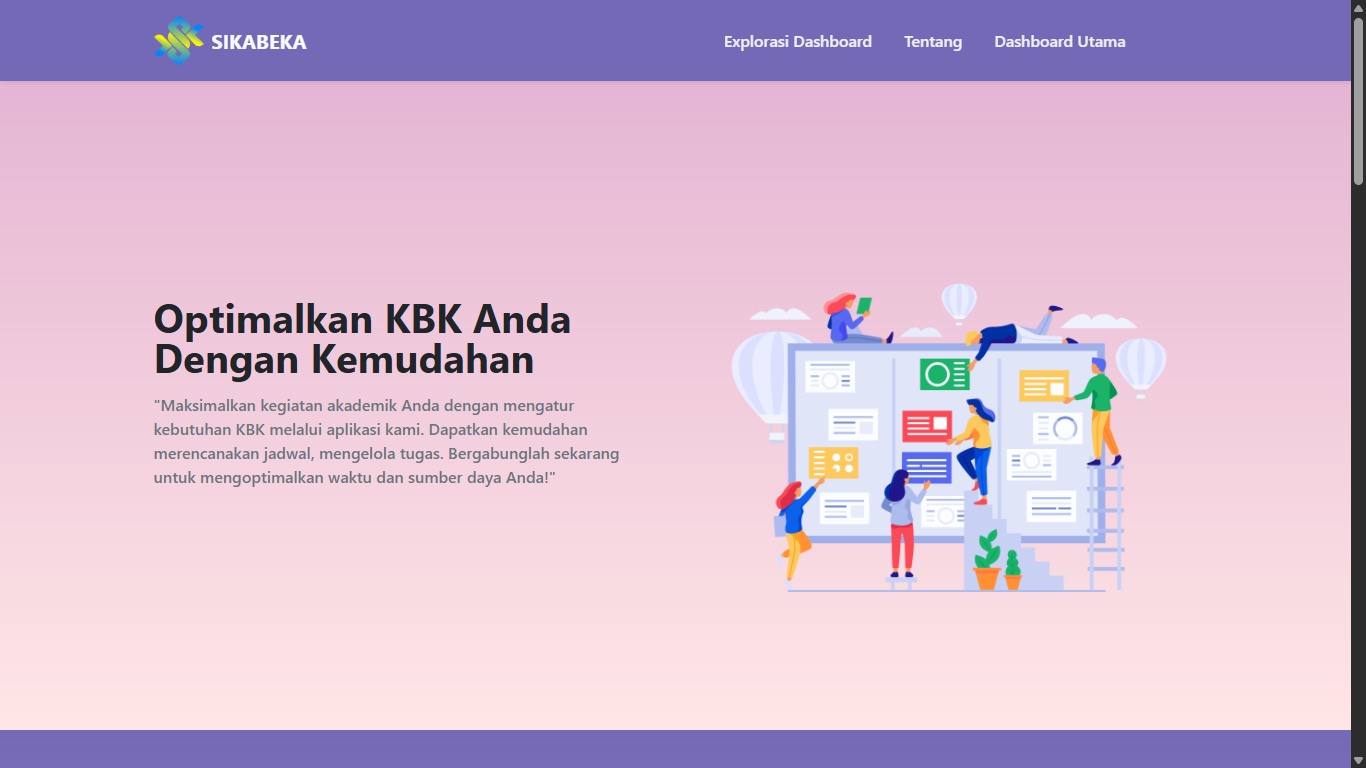 SIKABEKA
Explorasi Dashboard
Tentang
Dashboard Utama
Optimalkan KBK Anda
Dengan Kemudahan
"Maksimalkan kegiatan akademik Anda dengan mengatur
kebutuhan KBK melalui aplikasi kami. Dapatkan kemudahan
merencanakan jadwal, mengelola tugas. Bergabunglah sekarang
untuk mengoptimalkan waktu dan sumber daya Anda!"